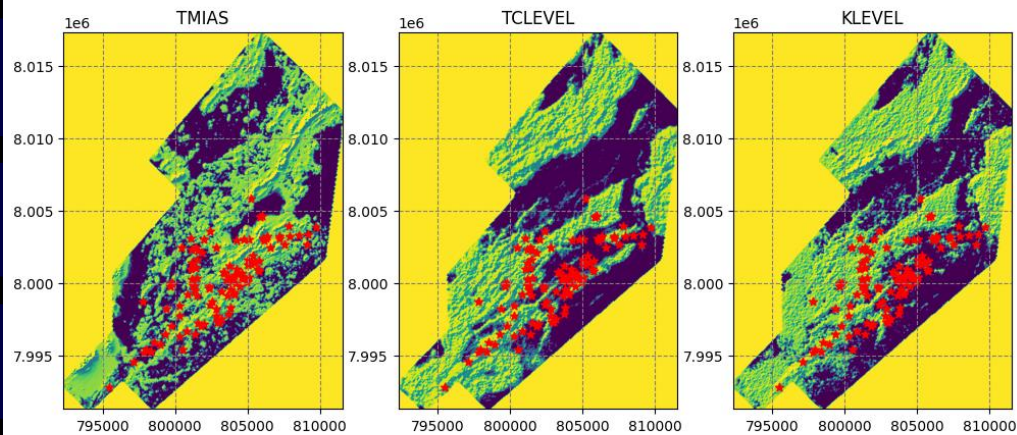 TMIAS TCLEVEL KLEVEL
1e6 1e6 1e6
8.015 8.015 8.015
8.010 8.010 8.010
8.005 8.005 8.005
8.000 8.000 8.000
7.995 7.995 7.995
795000 800000 805000 810000 795000 800000 805000 810000 795000 800000 805000 810000